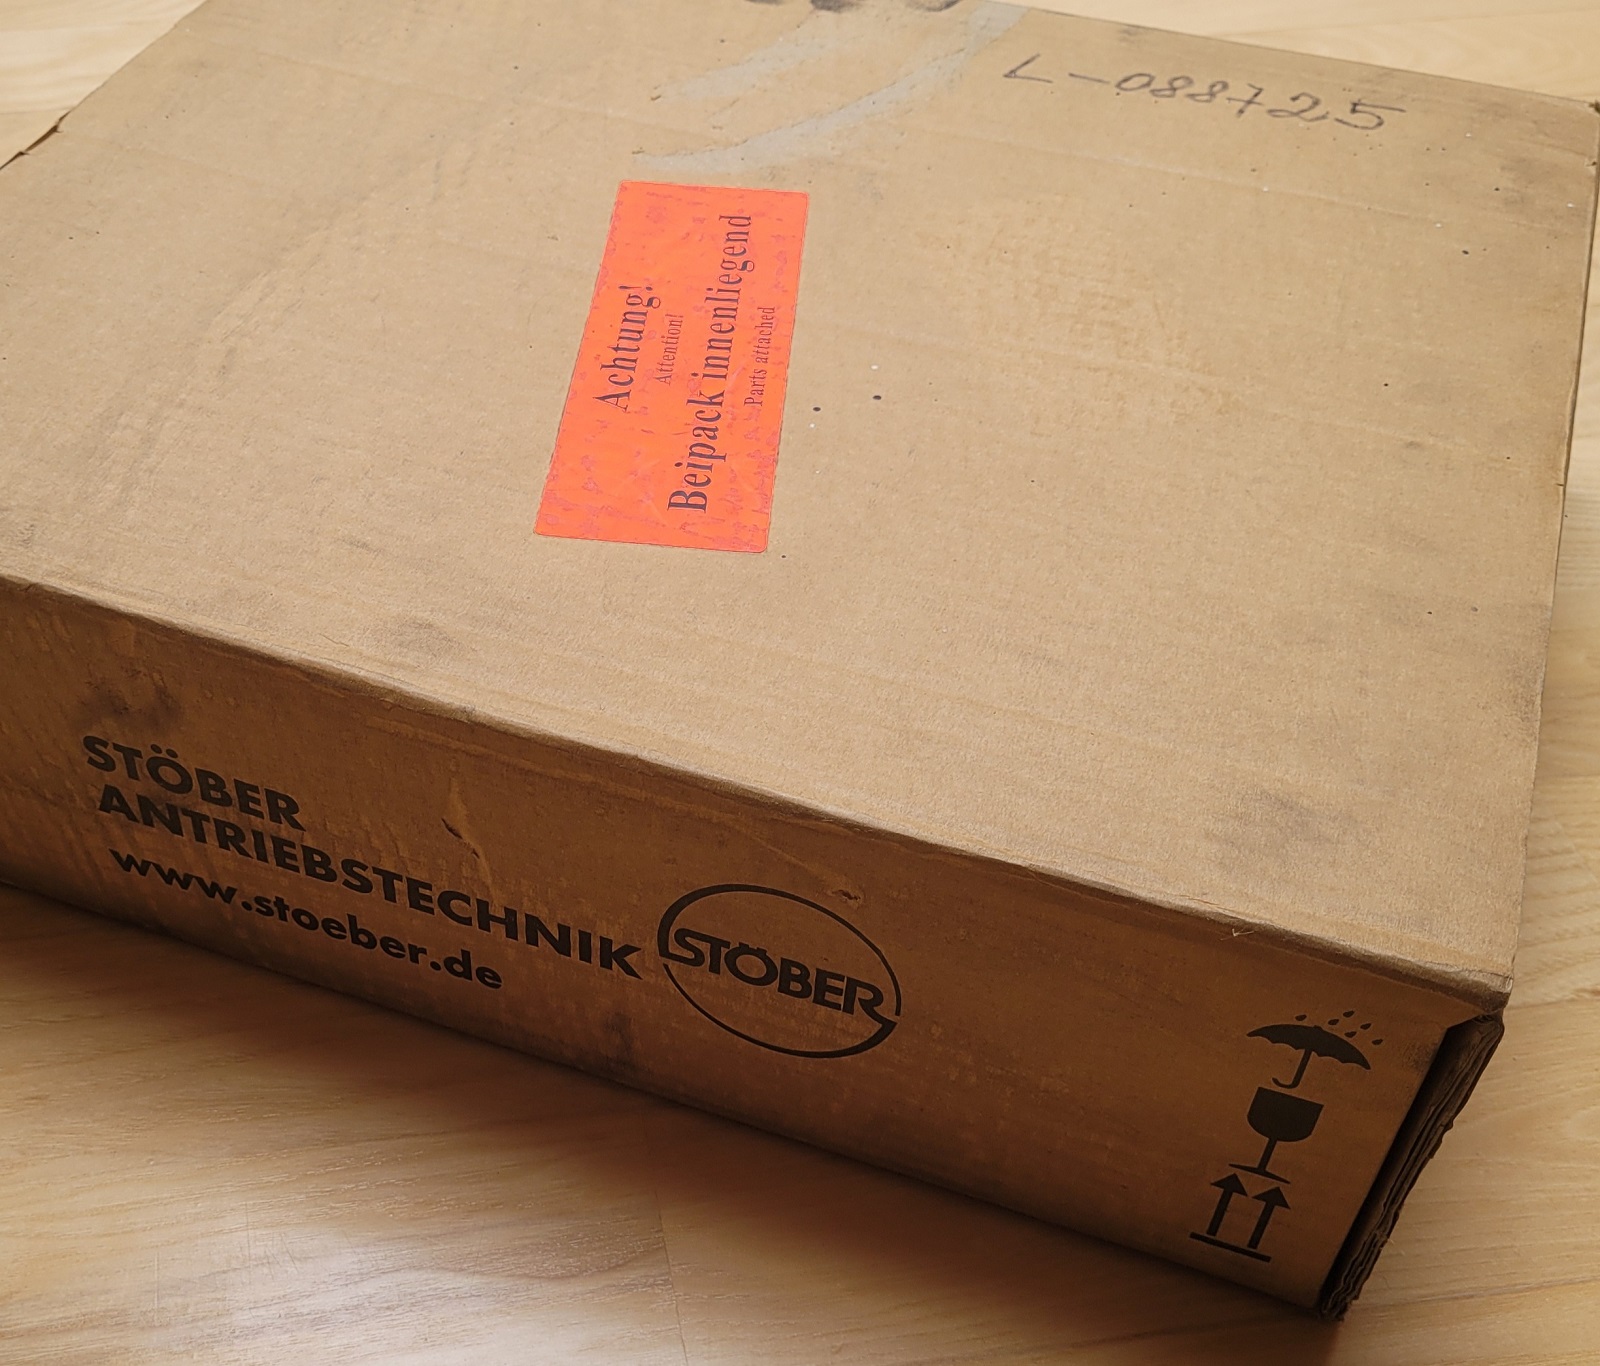 L-088725
Achtung!
Attention!
Beipack innenliegend
Parts attached
STÖBER
ANTRIEBSTECHNIK
www.stoeber.de
STÖBER